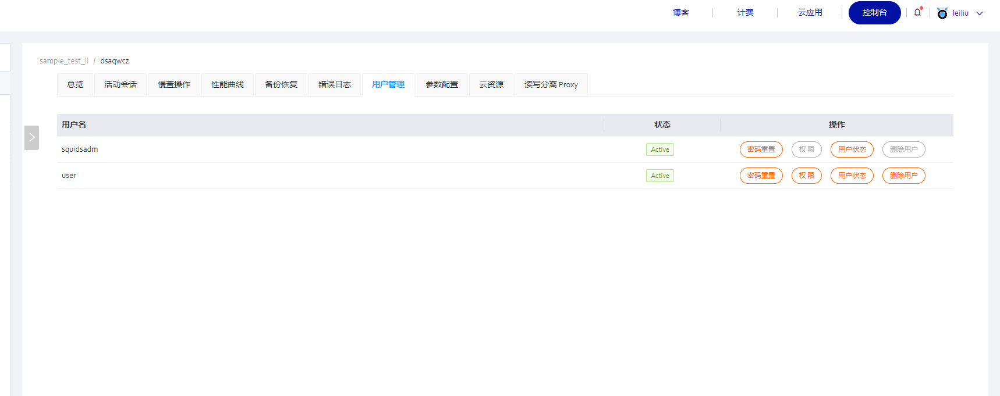 博客 计费 云应用 控制台 leiliu
sample_test_ll / dsaqwcz
总览 活动会话 慢查操作 性能曲线 备份恢复 错误日志 用户管理 参数配置 云资源 读写分离 Proxy
用户名 状态 操作
squidsadm Active 密码重置 权限 用户状态 删除用户
user Active 密码重置 权限 用户状态 删除用户